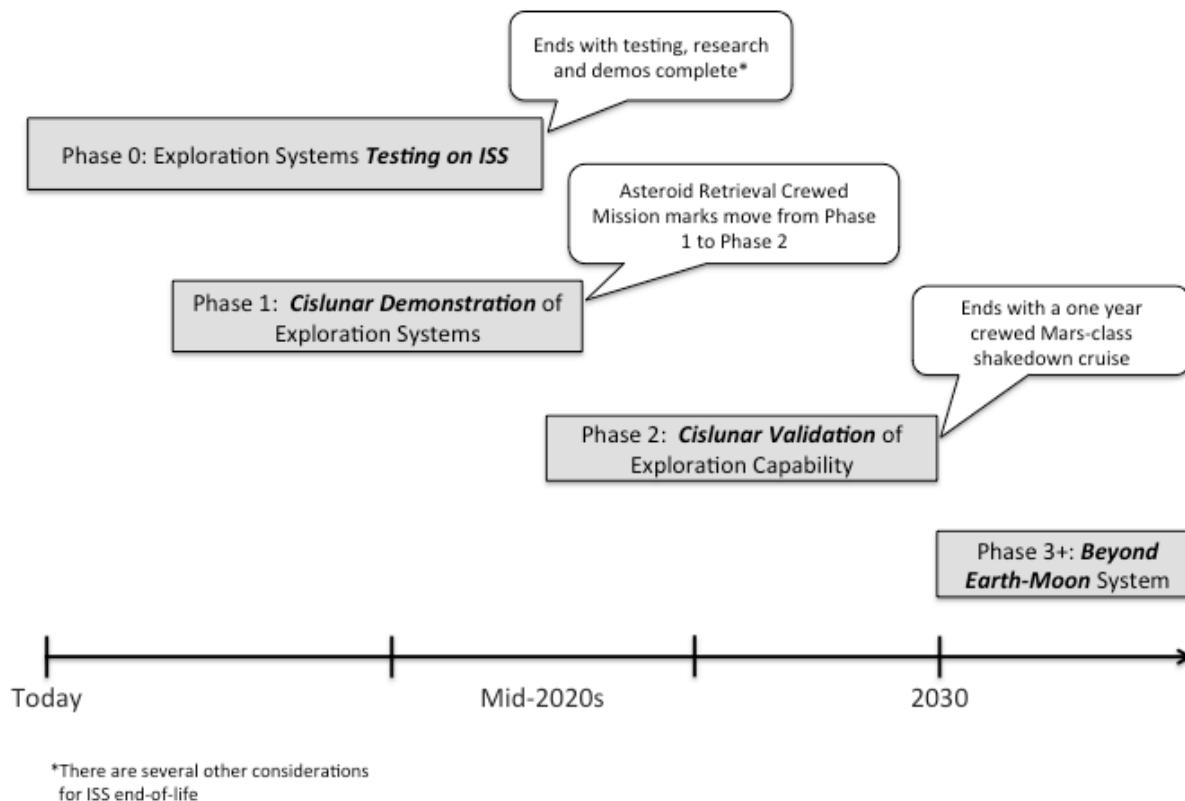 Ends with testing, research
and demos complete*
Phase 0: Exploration Systems Testing on ISS
Asteroid Retrieval Crewed
Mission marks move from Phase
1 to Phase 2
Phase 1:  Cislunar Demonstration of
Exploration Systems
Ends with a one year
crewed Mars-class
shakedown cruise
Phase 2:  Cislunar Validation of
Exploration Capability
Phase 3+: Beyond
Earth-Moon System
Today
Mid-2020s
2030
*There are several other considerations
for ISS end-of-life